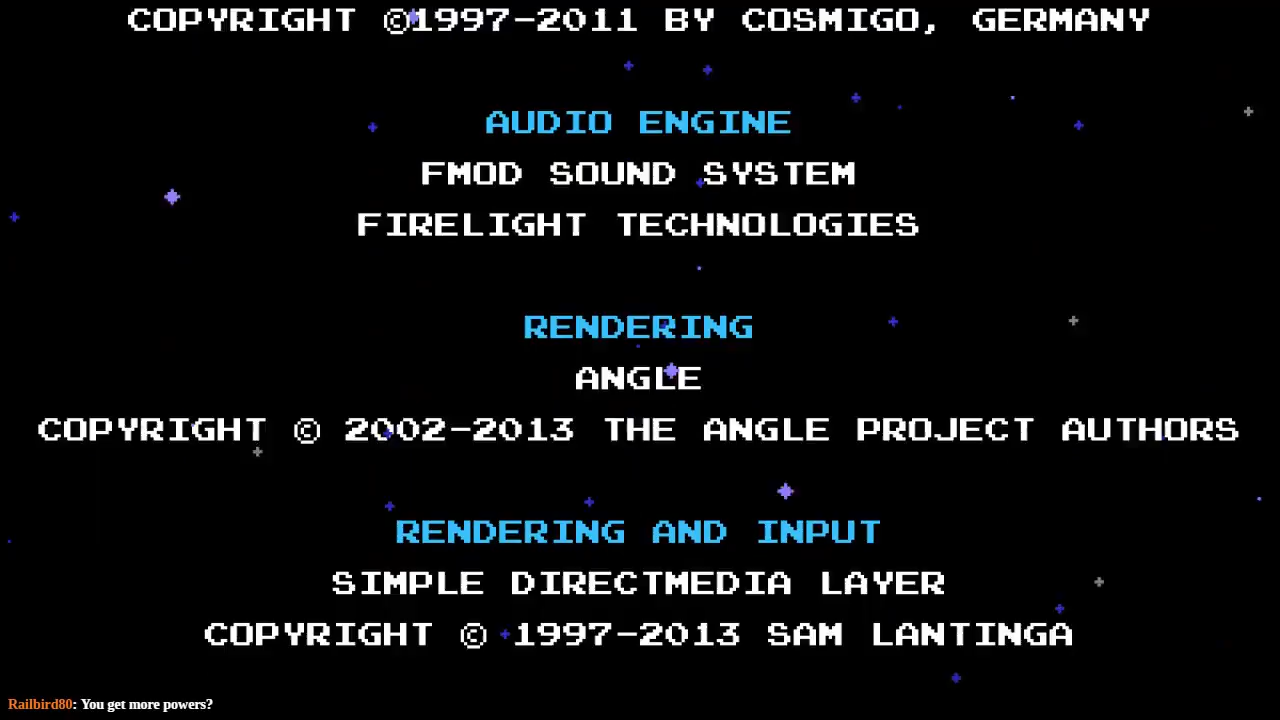 COPYRIGHT ©1997-2011 BY COSMIGO, GERMANY
AUDIO ENGINE
FMOD SOUND SYSTEM
FIRELIGHT TECHNOLOGIES
RENDERING
ANGLE
COPYRIGHT © 2002-2013 THE ANGLE PROJECT AUTHORS
RENDERING AND INPUT
SIMPLE DIRECTMEDIA LAYER
COPYRIGHT © 1997-2013 SAM LANTINGA
Railbird80: You get more powers?